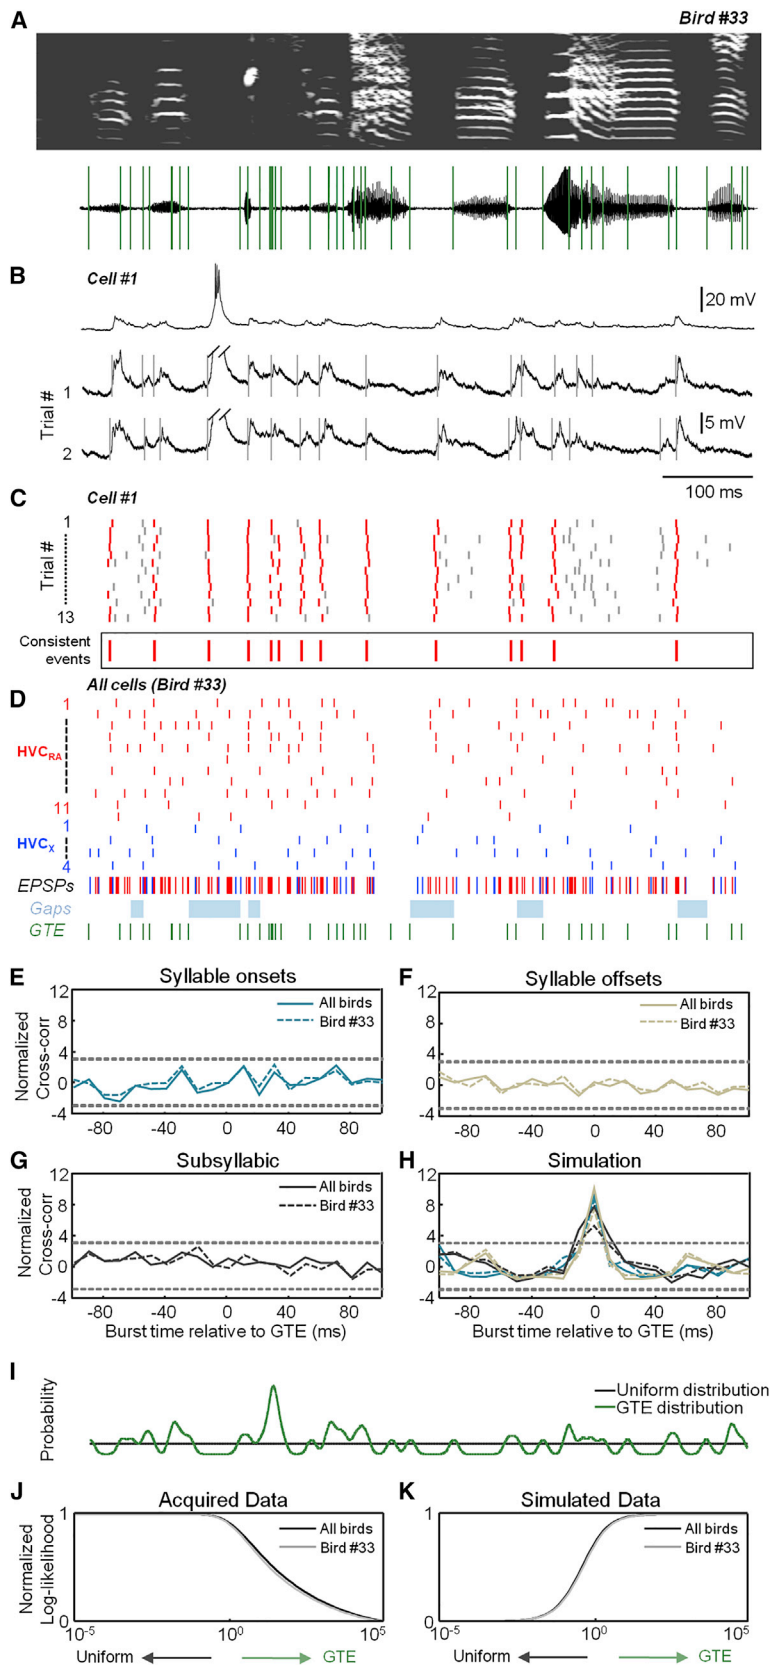 A
Bird #33
B
Cell #1
20 mV
Trial #
1
2
5 mV
100 ms
C
Cell #1
Trial #
1
13
Consistent
events
All cells (Bird #33)
D
1
HVC_RA
11
1
HVC_X
4
EPSPs
Gaps
GTE
E
Syllable onsets
Normalized
Cross-corr
12
8
4
0
-4
All birds
Bird #33
-80 -40 0 40 80
F
Syllable offsets
12
8
4
0
-4
All birds
Bird #33
-80 -40 0 40 80
G
Subsyllabic
Normalized
Cross-corr
12
8
4
0
-4
All birds
Bird #33
-80 -40 0 40 80
Burst time relative to GTE (ms)
H
Simulation
12
8
4
0
-4
All birds
Bird #33
-80 -40 0 40 80
Burst time relative to GTE (ms)
I
Probability
Uniform distribution
GTE distribution
J
Acquired Data
Normalized
Log-likelihood
1
0
All birds
Bird #33
10⁻⁵ 10⁰ 10⁵
Uniform GTE
K
Simulated Data
1
0
All birds
Bird #33
10⁻⁵ 10⁰ 10⁵
Uniform GTE